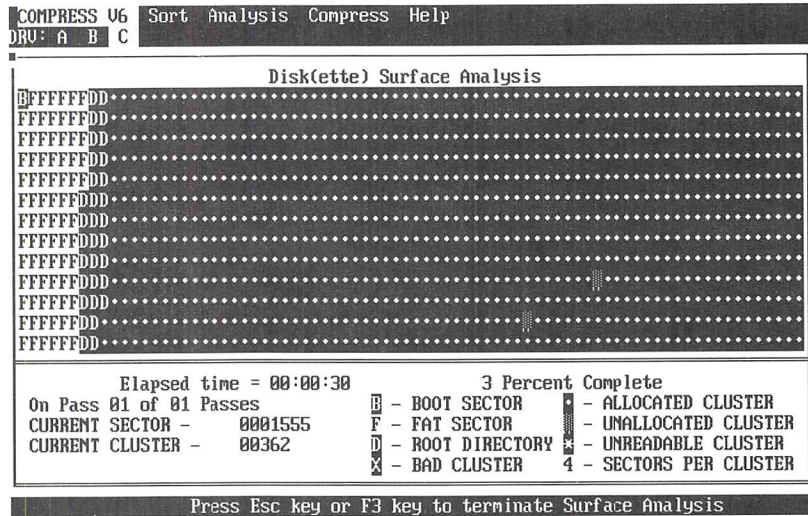 COMPRESS V6 Sort Analysis Compress Help
DRV: A B C
Disk(ette) Surface Analysis
BFFFFFFDD
FFFFFFFDD
FFFFFFFDD
FFFFFFFDD
FFFFFFFDD
FFFFFFDDD
FFFFFFDDD
FFFFFFDDD
FFFFFFDDD
FFFFFFDDD
FFFFFFDDD
FFFFFFDD
FFFFFFDD
Elapsed time = 00:00:30 3 Percent Complete
On Pass 01 of 01 Passes B - BOOT SECTOR • - ALLOCATED CLUSTER
CURRENT SECTOR - 0001555 F - FAT SECTOR ▒ - UNALLOCATED CLUSTER
CURRENT CLUSTER - 00362 D - ROOT DIRECTORY * - UNREADABLE CLUSTER
X - BAD CLUSTER 4 - SECTORS PER CLUSTER
Press Esc key or F3 key to terminate Surface Analysis